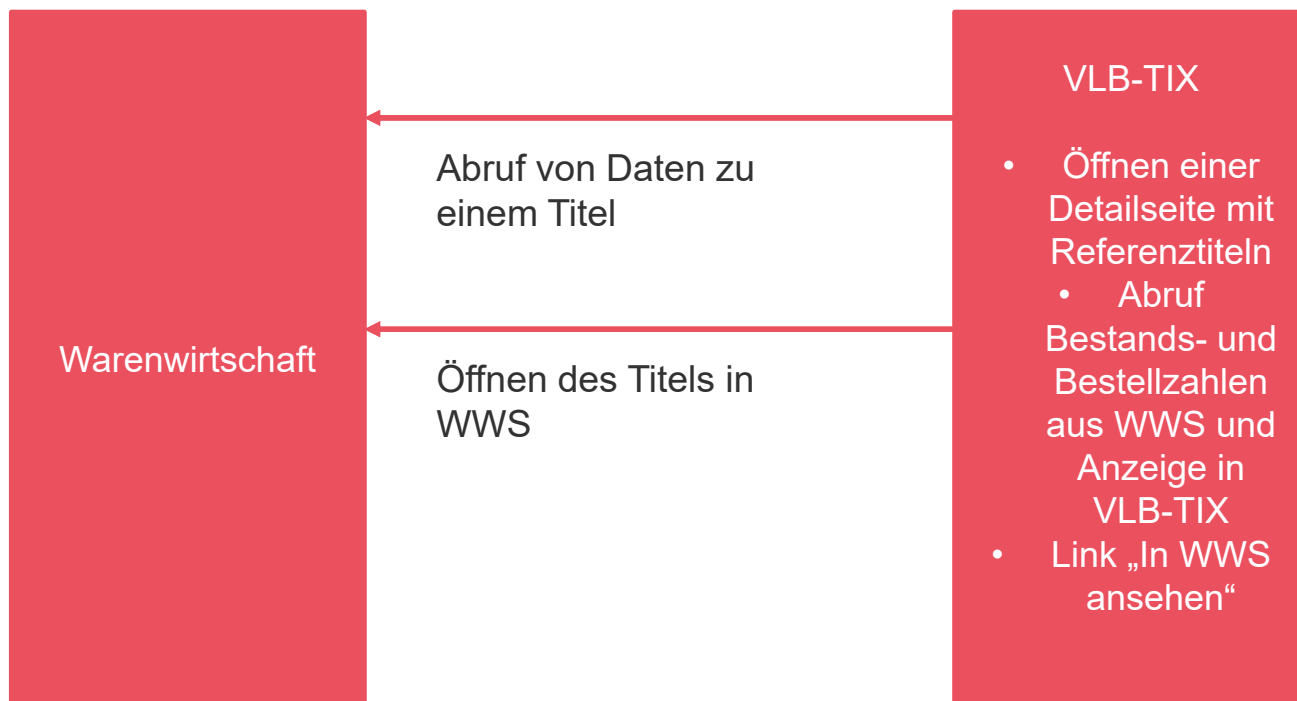 Warenwirtschaft
Abruf von Daten zu
einem Titel
Öffnen des Titels in
WWS
VLB-TIX
• Öffnen einer
Detailseite mit
Referenztiteln
• Abruf
Bestands- und
Bestellzahlen
aus WWS und
Anzeige in
VLB-TIX
• Link „In WWS
ansehen“